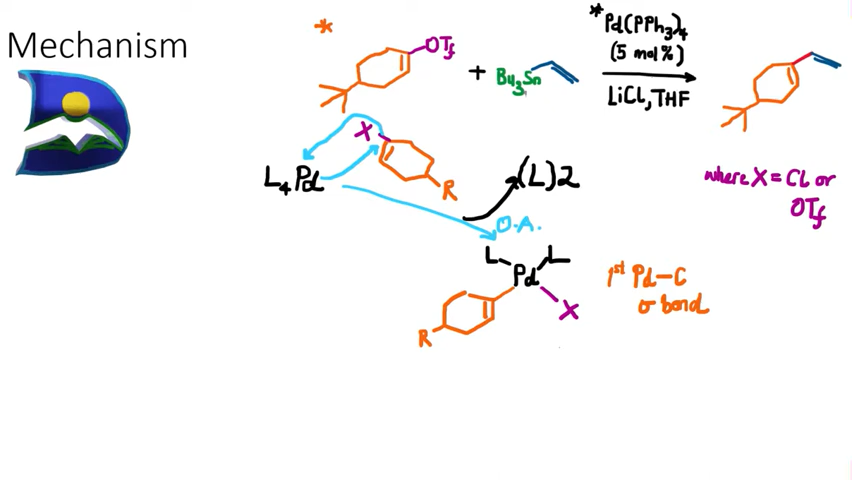 Mechanism
*
OTf
+
Bu3Sn
*Pd(PPh3)4
(5 mol%)
LiCl, THF
X
L4Pd
R
(L)2
where X = Cl or
OTf
O.A.
L
L
Pd
X
R
1st Pd-C
σ bond